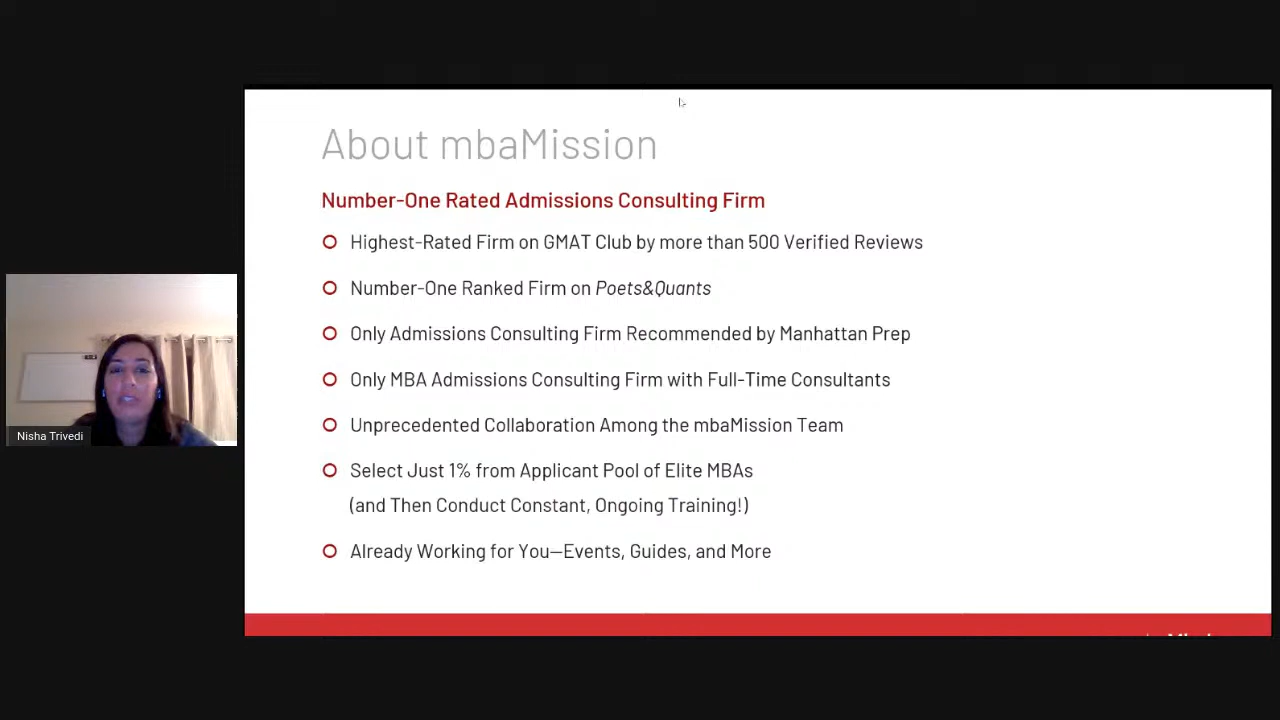 About mbaMission
Number-One Rated Admissions Consulting Firm
Highest-Rated Firm on GMAT Club by more than 500 Verified Reviews
Number-One Ranked Firm on Poets&Quants
Only Admissions Consulting Firm Recommended by Manhattan Prep
Only MBA Admissions Consulting Firm with Full-Time Consultants
Unprecedented Collaboration Among the mbaMission Team
Select Just 1% from Applicant Pool of Elite MBAs
(and Then Conduct Constant, Ongoing Training!)
Already Working for You—Events, Guides, and More
Nisha Trivedi